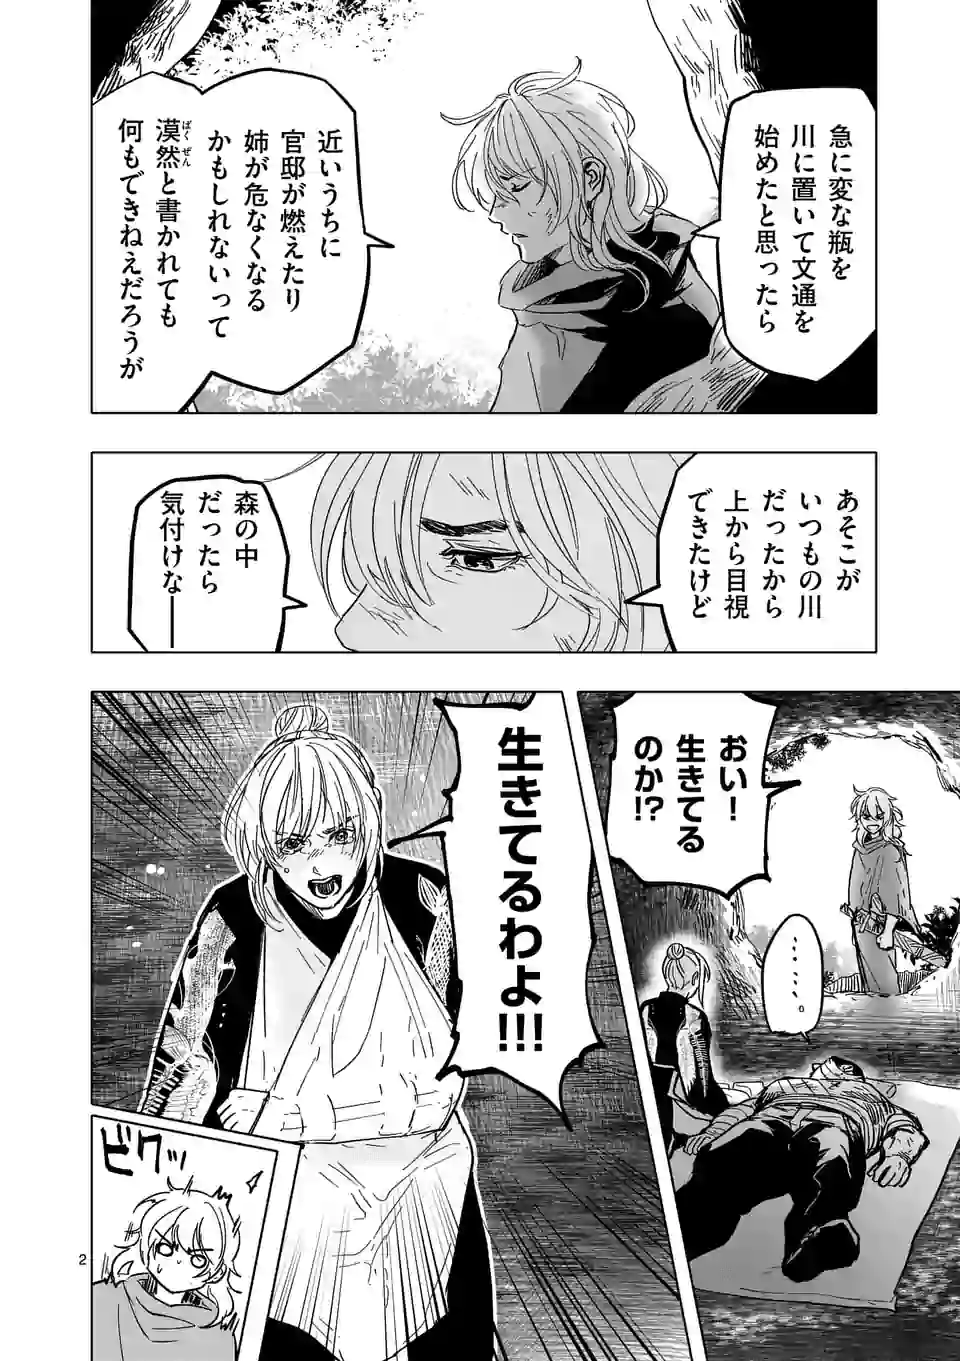 急に変な瓶を
川に置いて文通を
始めたと思ったら
近いうちに
官邸が燃えたり
姉が危なくなる
かもしれないって
漠然と書かれても
ばくぜん
何もできねえだろうが
あそこが
いつもの川
だったから
上から目視
できたけど
森の中
だったら
気付けな──
おい!
生きてる
のか!?
……。
生きてるわよ!!!
ビクッ
2